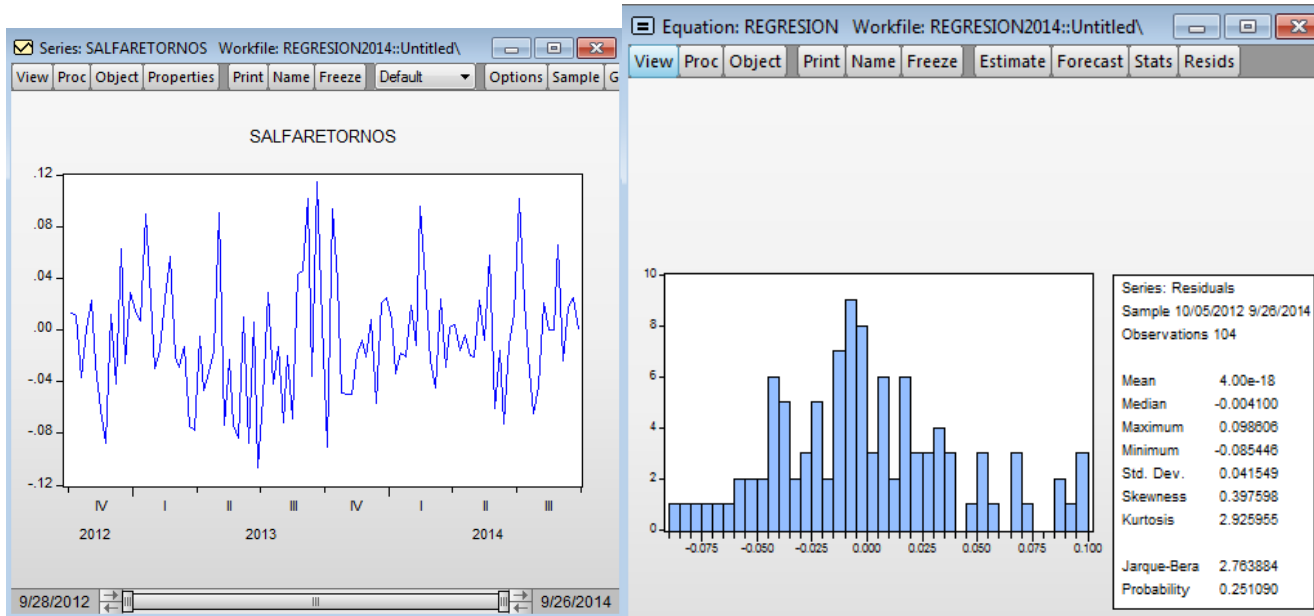 Series: SALFARETORNOS Workfile: REGRESION2014::Untitled\
View Proc Object Properties Print Name Freeze Default Options Sample G
SALFARETORNOS
.12
.08
.04
.00
-.04
-.08
-.12
IV I II III IV I II III
2012 2013 2014
9/28/2012 9/26/2014
Equation: REGRESION Workfile: REGRESION2014::Untitled\
View Proc Object Print Name Freeze Estimate Forecast Stats Resids
10
8
6
4
2
0
-0.075 -0.050 -0.025 0.000 0.025 0.050 0.075 0.100
Series: Residuals
Sample 10/05/2012 9/26/2014
Observations 104
Mean 4.00e-18
Median -0.004100
Maximum 0.098606
Minimum -0.085446
Std. Dev. 0.041549
Skewness 0.397598
Kurtosis 2.925955
Jarque-Bera 2.763884
Probability 0.251090